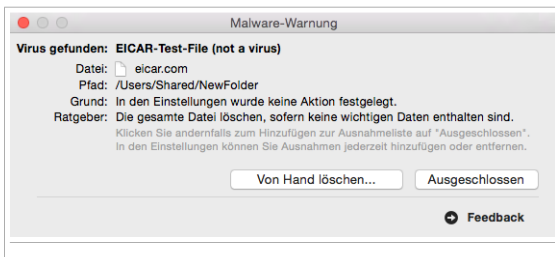 Malware-Warnung
Virus gefunden: EICAR-Test-File (not a virus)
Datei: eicar.com
Pfad: /Users/Shared/NewFolder
Grund: In den Einstellungen wurde keine Aktion festgelegt.
Ratgeber: Die gesamte Datei löschen, sofern keine wichtigen Daten enthalten sind.
Klicken Sie andernfalls zum Hinzufügen zur Ausnahmeliste auf "Ausgeschlossen".
In den Einstellungen können Sie Ausnahmen jederzeit hinzufügen oder entfernen.
Von Hand löschen... Ausgeschlossen
Feedback